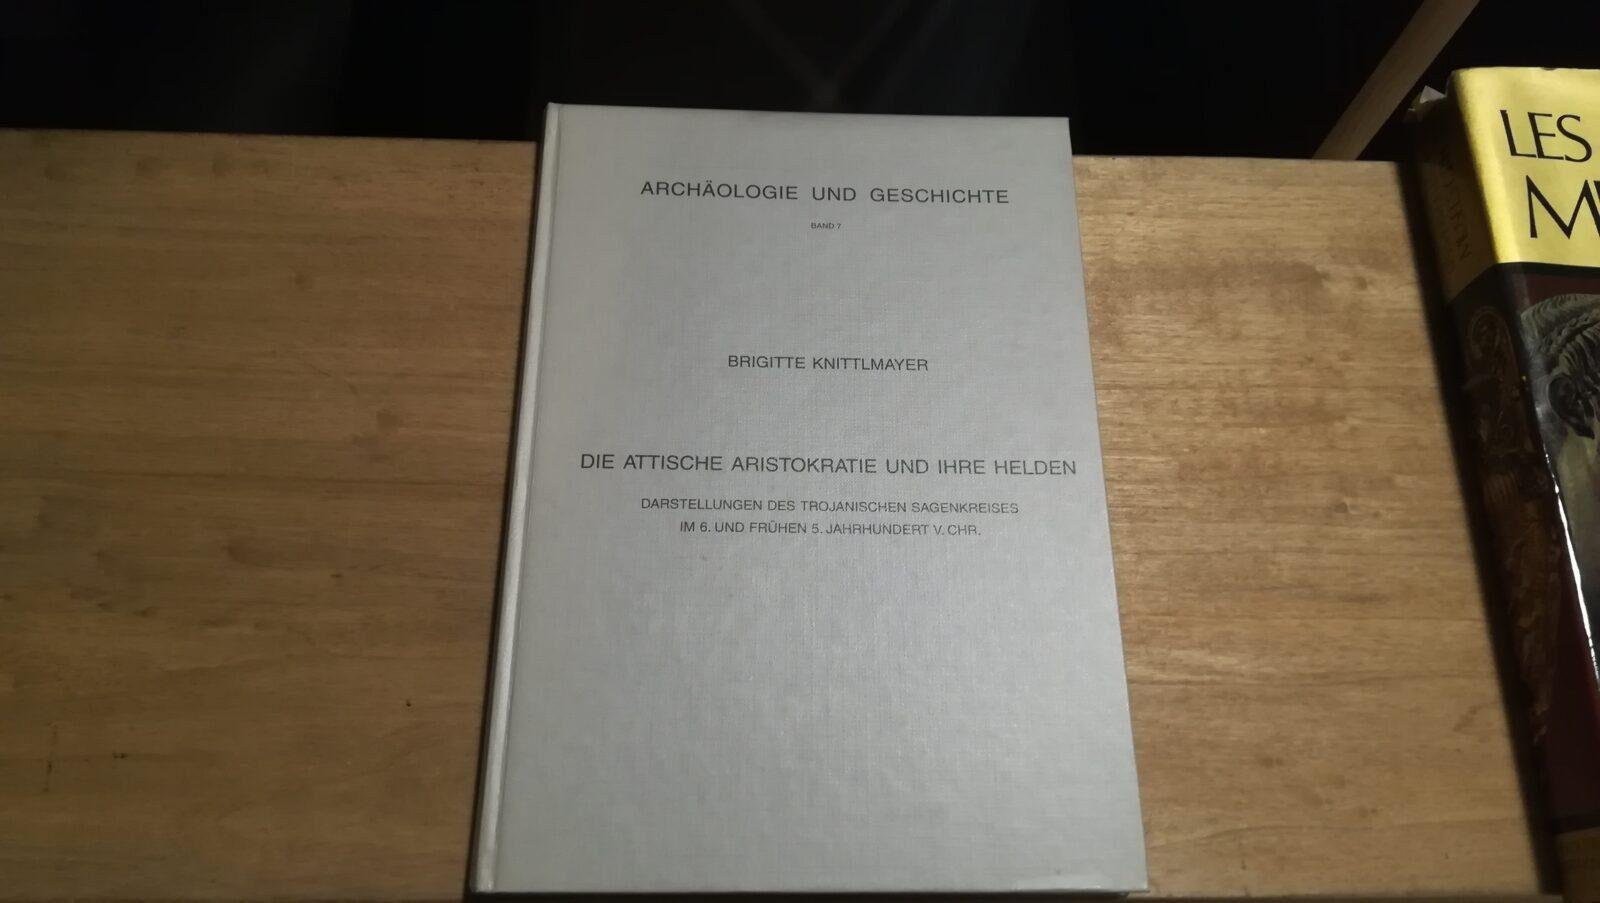 ARCHÄOLOGIE UND GESCHICHTE
BAND 7
BRIGITTE KNITTLMAYER
DIE ATTISCHE ARISTOKRATIE UND IHRE HELDEN
DARSTELLUNGEN DES TROJANISCHEN SAGENKREISES
IM 6. UND FRÜHEN 5. JAHRHUNDERT V. CHR.
LES